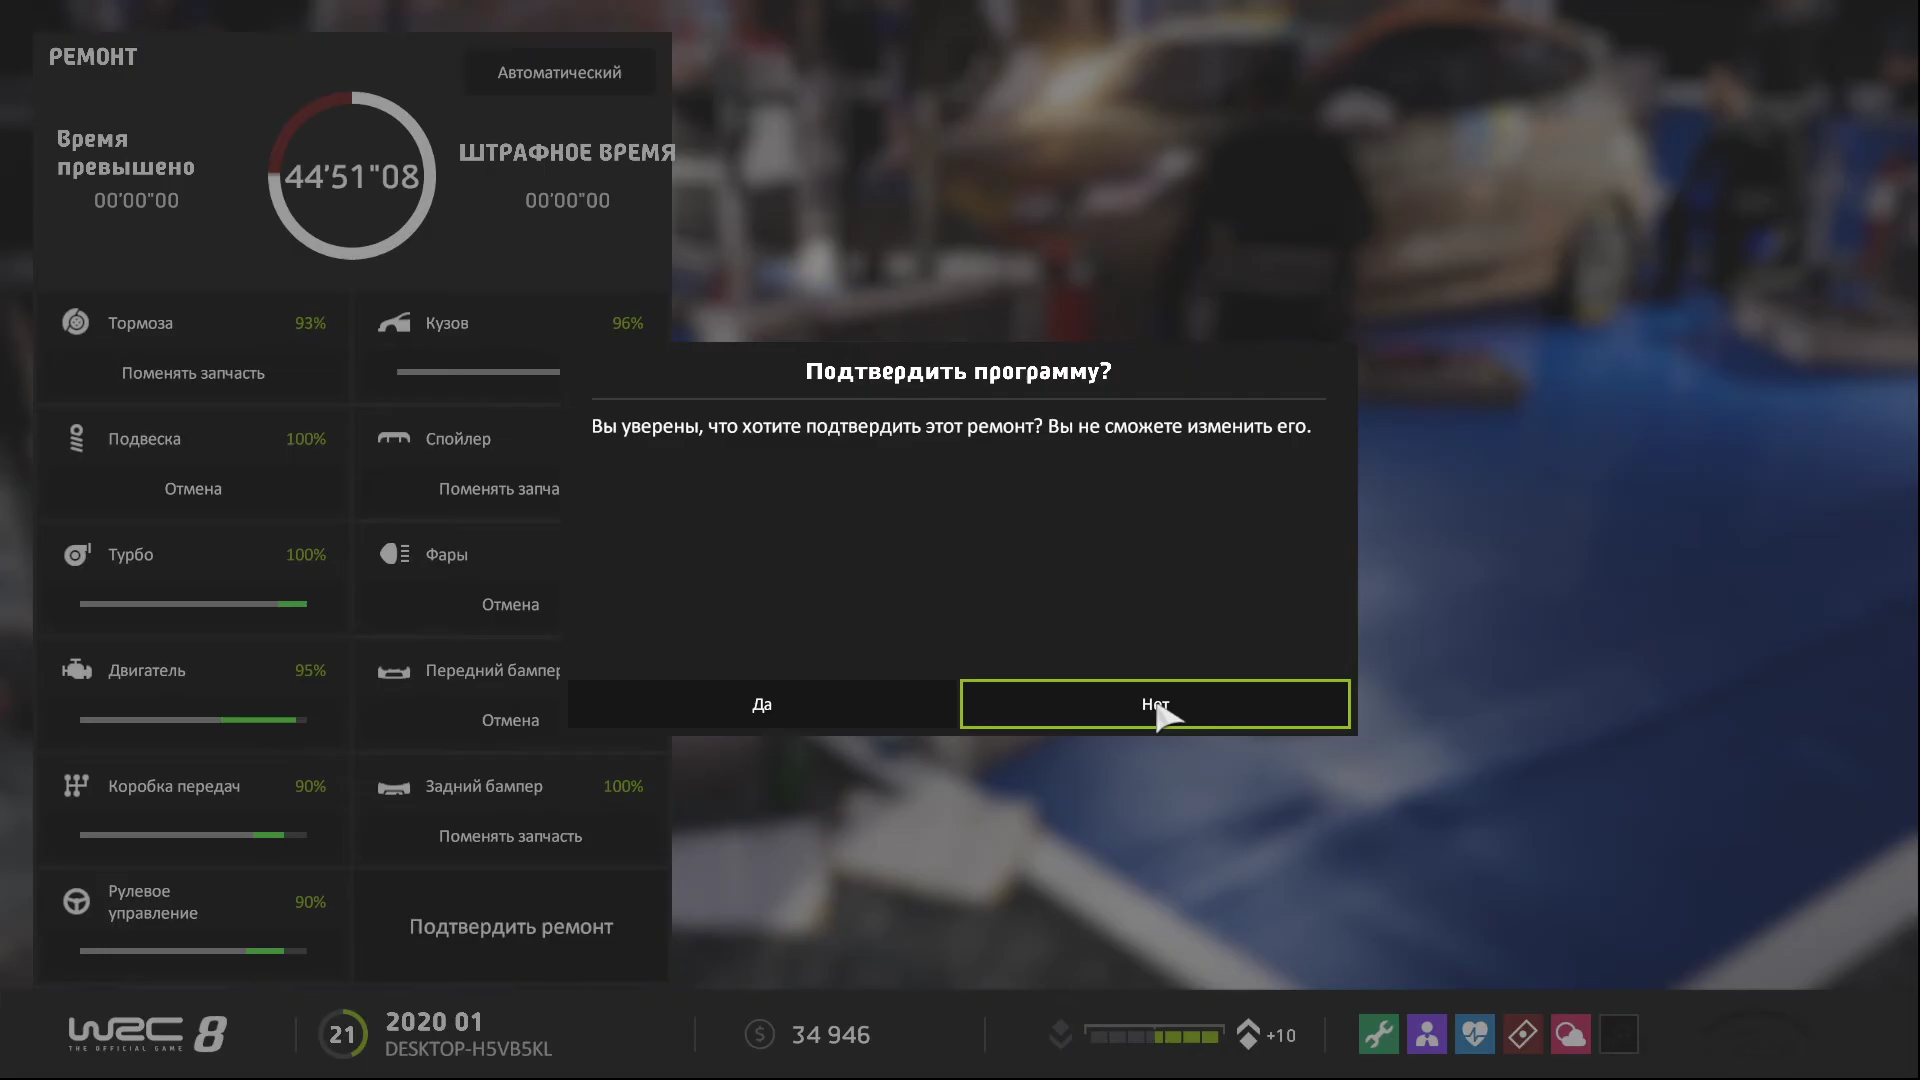 РЕМОНТ
Автоматический
Время
превышено
00'00"00
44'51"08
ШТРАФНОЕ ВРЕМЯ
00'00"00
Тормоза 93%
Поменять запчасть
Кузов 96%
Подвеска 100%
Отмена
Спойлер
Поменять запча
Турбо 100%
Фары
Отмена
Двигатель 95%
Передний бампер
Отмена
Коробка передач 90%
Задний бампер 100%
Поменять запчасть
Рулевое
управление
90%
Подтвердить ремонт
Подтвердить программу?
Вы уверены, что хотите подтвердить этот ремонт? Вы не сможете изменить его.
Да
Нет
WRC 8
THE OFFICIAL GAME
21
2020 01
DESKTOP-H5VB5KL
$ 34 946
+10